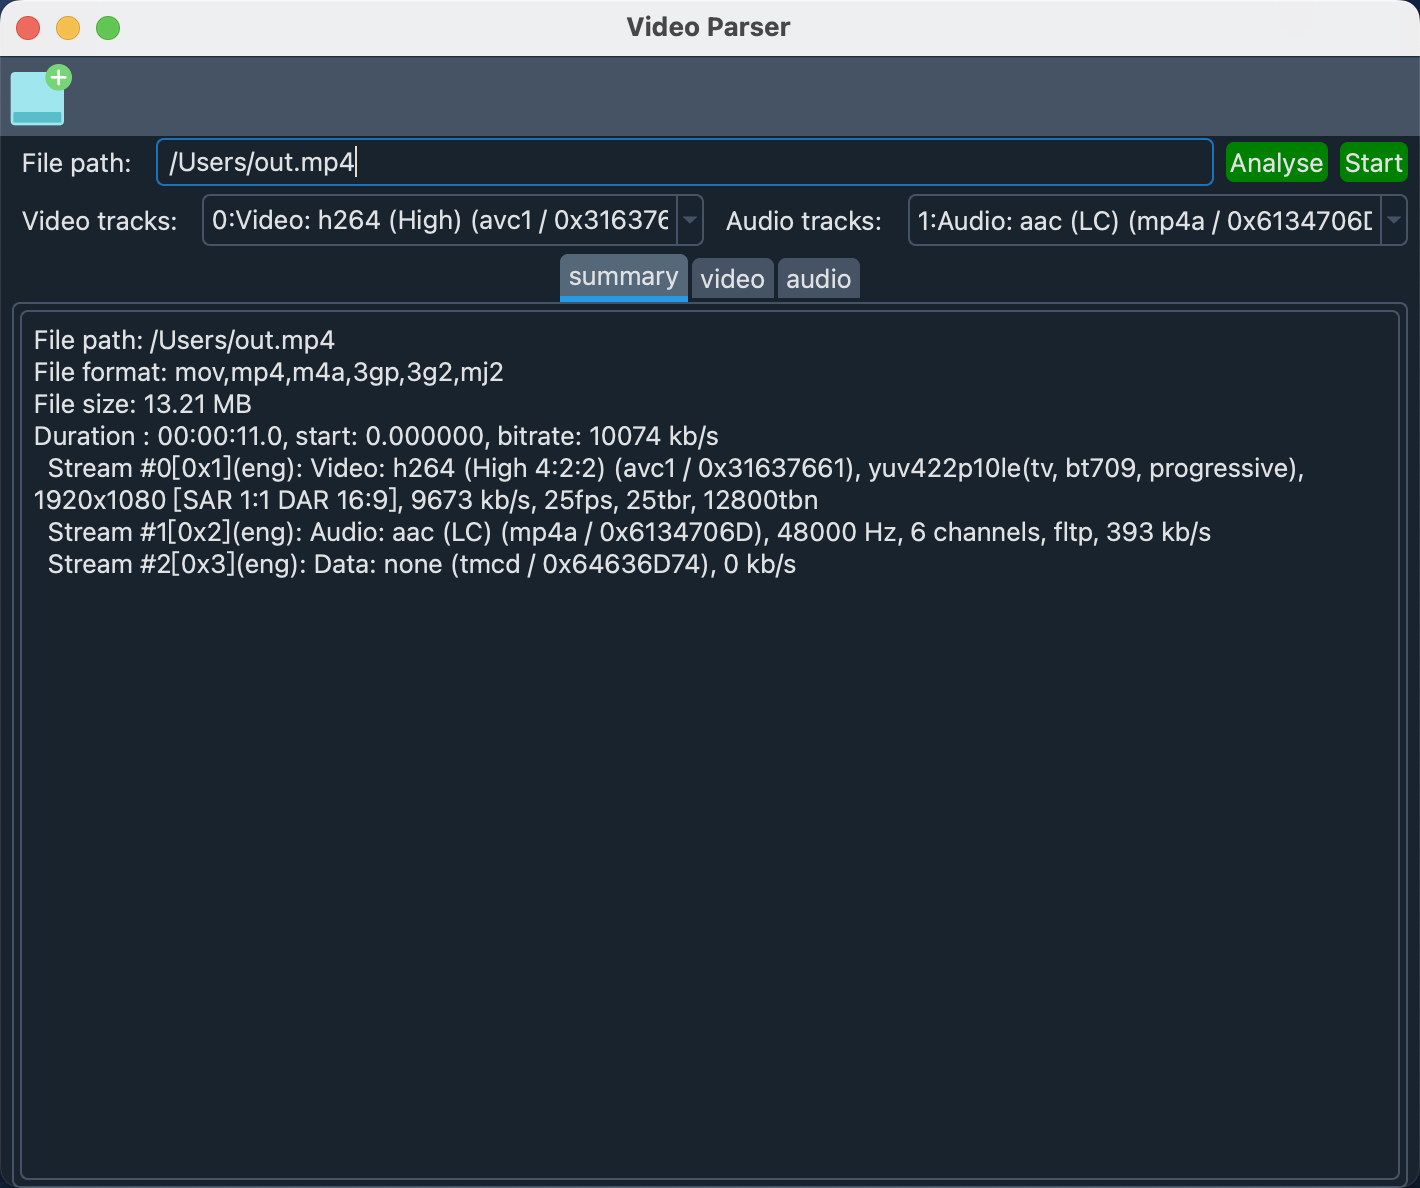 Video Parser
File path:
/Users/out.mp4
Analyse
Start
Video tracks:
0:Video: h264 (High) (avc1 / 0x316376
Audio tracks:
1:Audio: aac (LC) (mp4a / 0x6134706D
summary
video
audio
File path: /Users/out.mp4
File format: mov,mp4,m4a,3gp,3g2,mj2
File size: 13.21 MB
Duration : 00:00:11.0, start: 0.000000, bitrate: 10074 kb/s
Stream #0[0x1](eng): Video: h264 (High 4:2:2) (avc1 / 0x31637661), yuv422p10le(tv, bt709, progressive),
1920x1080 [SAR 1:1 DAR 16:9], 9673 kb/s, 25fps, 25tbr, 12800tbn
Stream #1[0x2](eng): Audio: aac (LC) (mp4a / 0x6134706D), 48000 Hz, 6 channels, fltp, 393 kb/s
Stream #2[0x3](eng): Data: none (tmcd / 0x64636D74), 0 kb/s